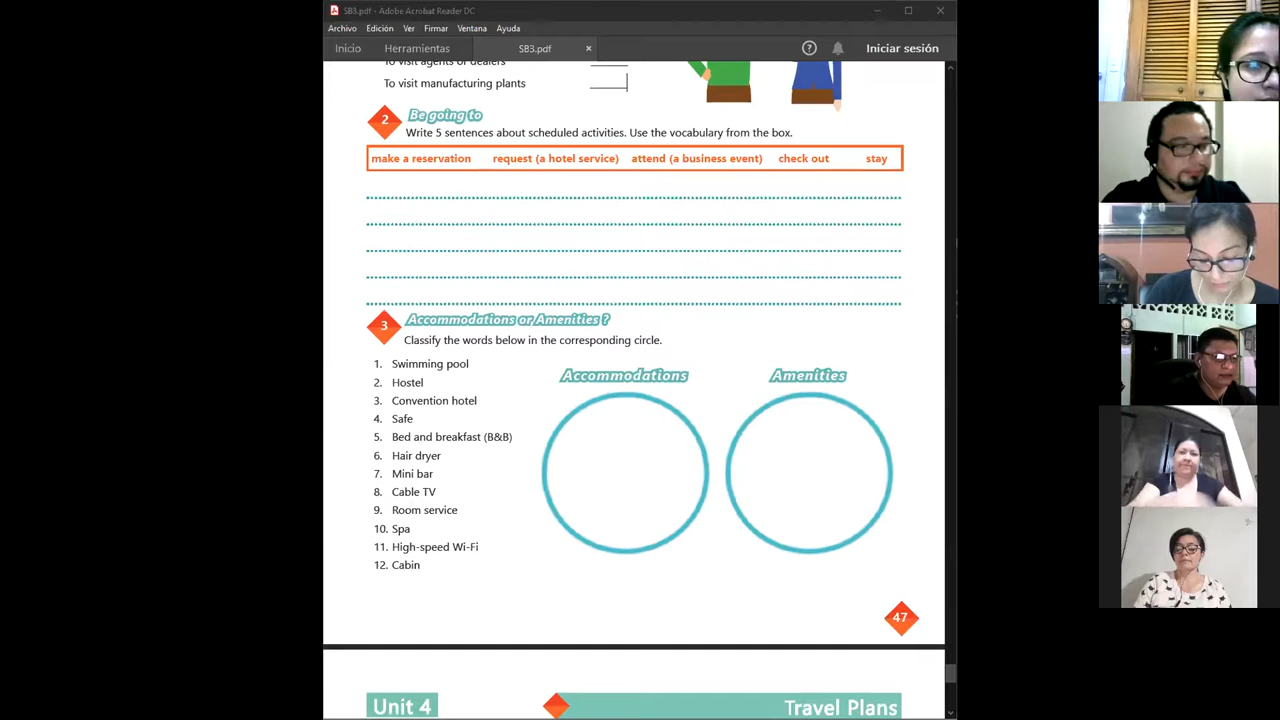 SB3.pdf - Adobe Acrobat Reader DC
Archivo Edición Ver Firmar Ventana Ayuda
Inicio Herramientas SB3.pdf × ? Iniciar sesión
To visit agents or dealers
To visit manufacturing plants
2 Be going to
Write 5 sentences about scheduled activities. Use the vocabulary from the box.
make a reservation request (a hotel service) attend (a business event) check out stay
3 Accommodations or Amenities ?
Classify the words below in the corresponding circle.
Accommodations Amenities
1. Swimming pool
2. Hostel
3. Convention hotel
4. Safe
5. Bed and breakfast (B&B)
6. Hair dryer
7. Mini bar
8. Cable TV
9. Room service
10. Spa
11. High-speed Wi-Fi
12. Cabin
47
Unit 4 Travel Plans